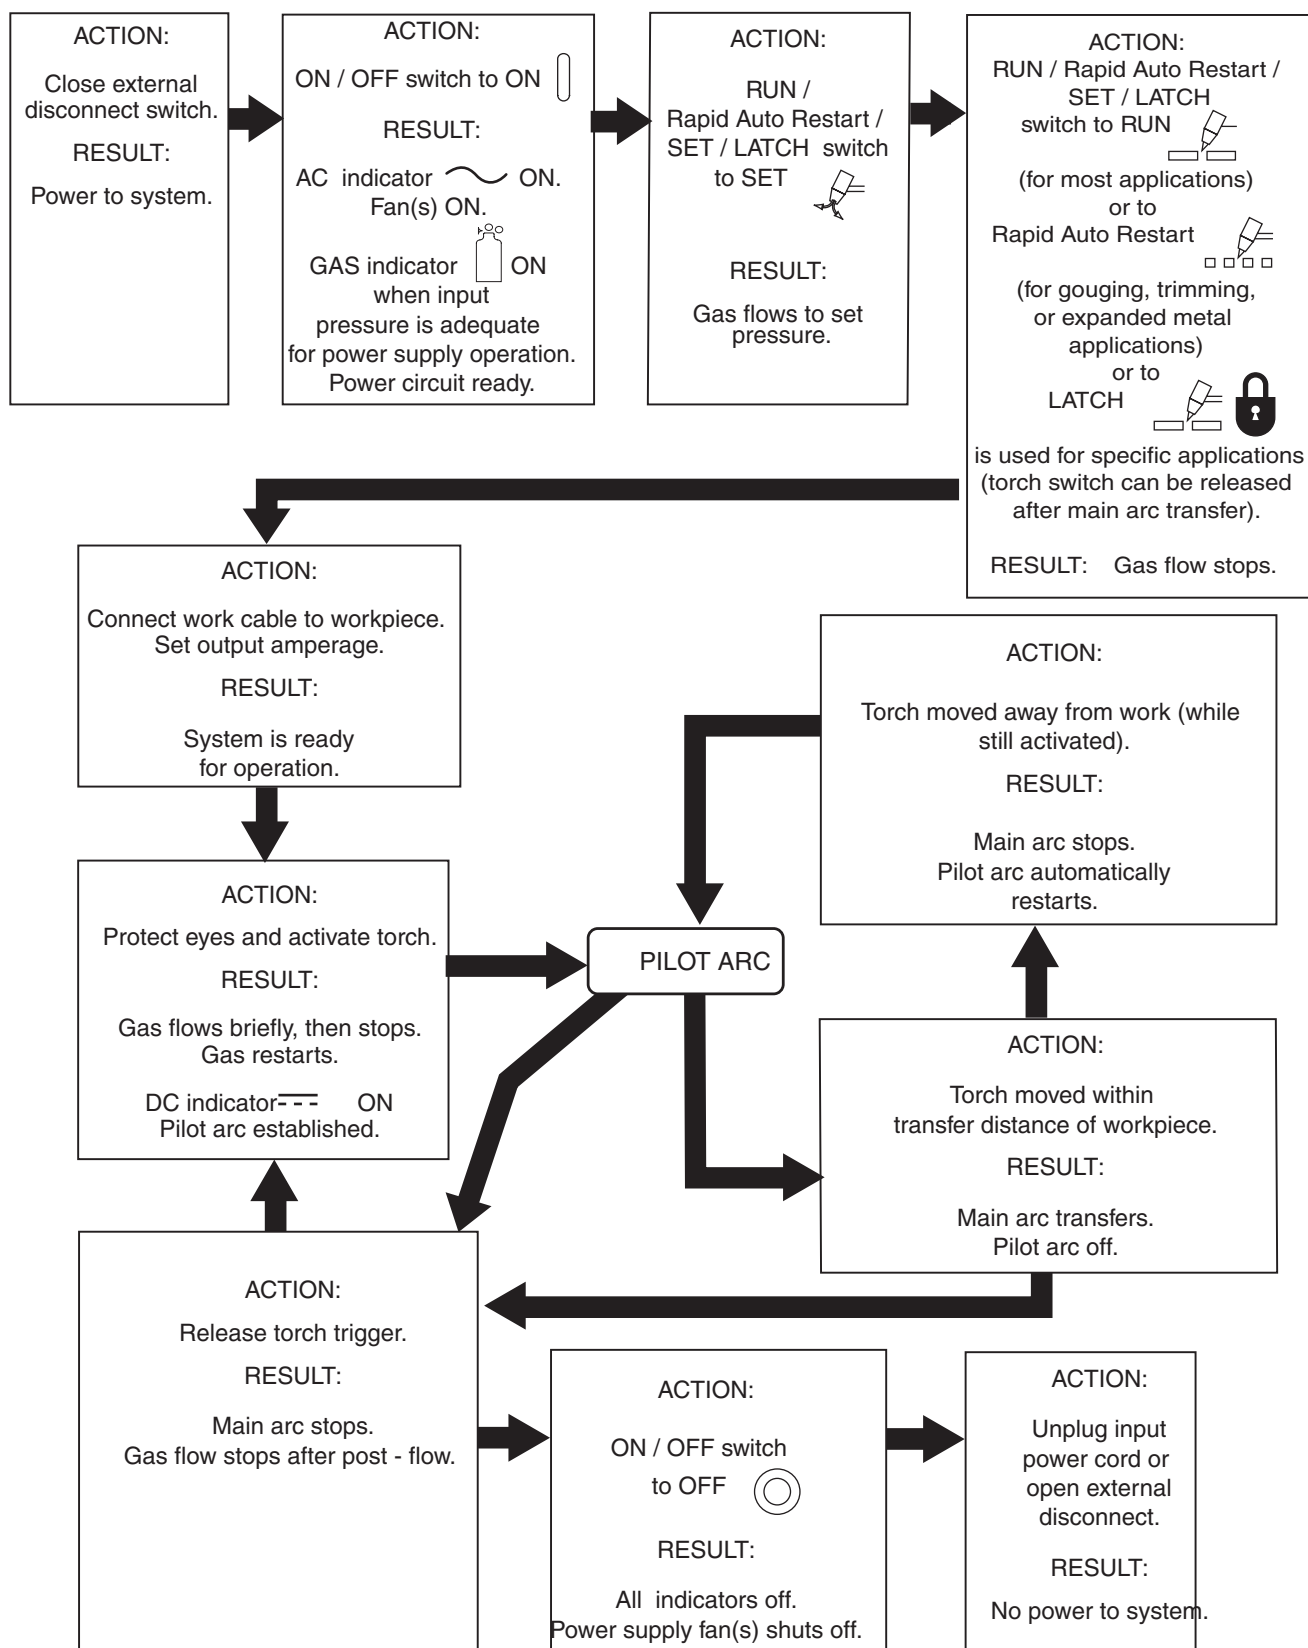 ACTION:
Close external
disconnect switch.
RESULT:
Power to system.
ACTION:
ON / OFF switch to ON
RESULT:
AC indicator ON.
Fan(s) ON.
GAS indicator ON
when input
pressure is adequate
for power supply operation.
Power circuit ready.
ACTION:
RUN /
Rapid Auto Restart /
SET / LATCH switch
to SET
RESULT:
Gas flows to set
pressure.
ACTION:
RUN / Rapid Auto Restart /
SET / LATCH
switch to RUN
(for most applications)
or to
Rapid Auto Restart
(for gouging, trimming,
or expanded metal
applications)
or to
LATCH
is used for specific applications
(torch switch can be released
after main arc transfer).
RESULT: Gas flow stops.
ACTION:
Connect work cable to workpiece.
Set output amperage.
RESULT:
System is ready
for operation.
ACTION:
Protect eyes and activate torch.
RESULT:
Gas flows briefly, then stops.
Gas restarts.
DC indicator ON
Pilot arc established.
PILOT ARC
ACTION:
Torch moved away from work (while
still activated).
RESULT:
Main arc stops.
Pilot arc automatically
restarts.
ACTION:
Torch moved within
transfer distance of workpiece.
RESULT:
Main arc transfers.
Pilot arc off.
ACTION:
Release torch trigger.
RESULT:
Main arc stops.
Gas flow stops after post - flow.
ACTION:
ON / OFF switch
to OFF
RESULT:
All indicators off.
Power supply fan(s) shuts off.
ACTION:
Unplug input
power cord or
open external
disconnect.
RESULT:
No power to system.